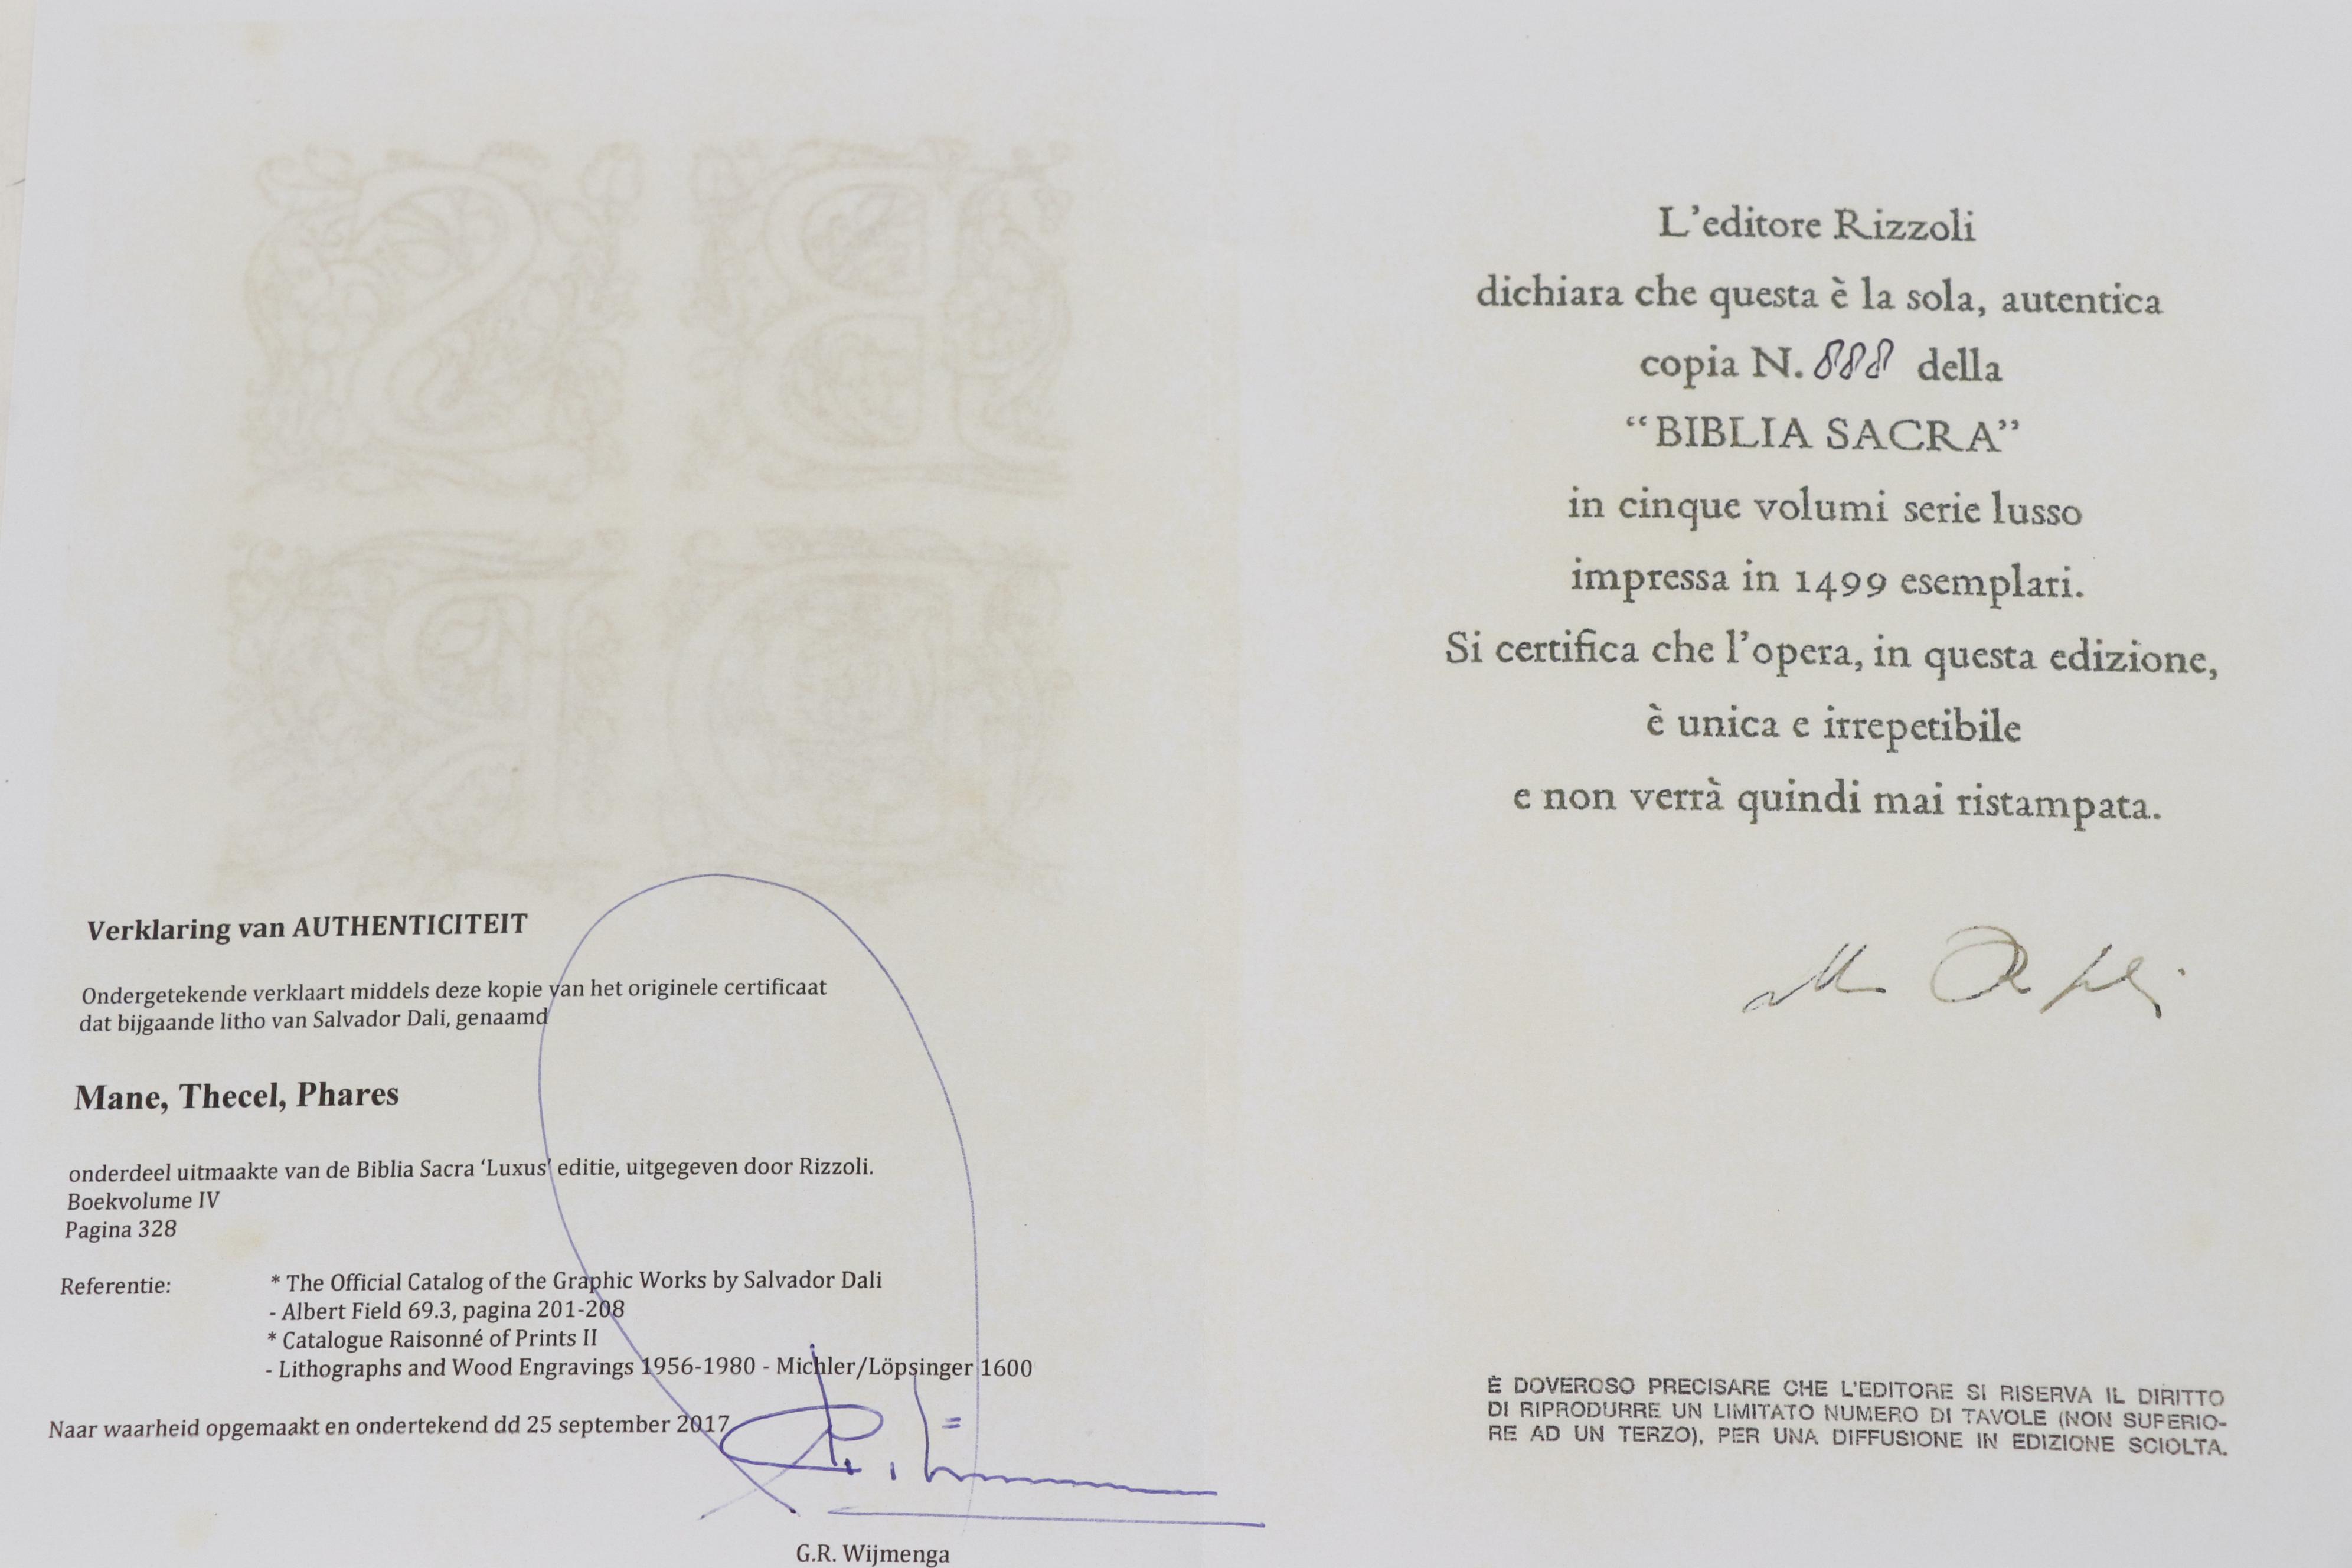 Verklaring van AUTHENTICITEIT
Ondergetekende verklaart middels deze kopie van het originele certificaat
dat bijgaande litho van Salvador Dali, genaamd
Mane, Thecel, Phares
onderdeel uitmaakte van de Biblia Sacra ‘Luxus’ editie, uitgegeven door Rizzoli.
Boekvolume IV
Pagina 328
Referentie: * The Official Catalog of the Graphic Works by Salvador Dali
- Albert Field 69.3, pagina 201-208
* Catalogue Raisonné of Prints II
- Lithographs and Wood Engravings 1956-1980 - Michler/Löpsinger 1600
Naar waarheid opgemaakt en ondertekend dd 25 september 2017
G.R. Wijmenga
L’editore Rizzoli
dichiara che questa è la sola, autentica
copia N. 888 della
“BIBLIA SACRA”
in cinque volumi serie lusso
impressa in 1499 esemplari.
Si certifica che l’opera, in questa edizione,
è unica e irrepetibile
e non verrà quindi mai ristampata.
È DOVEROSO PRECISARE CHE L'EDITORE SI RISERVA IL DIRITTO
DI RIPRODURRE UN LIMITATO NUMERO DI TAVOLE (NON SUPERIO-
RE AD UN TERZO), PER UNA DIFFUSIONE IN EDIZIONE SCIOLTA.